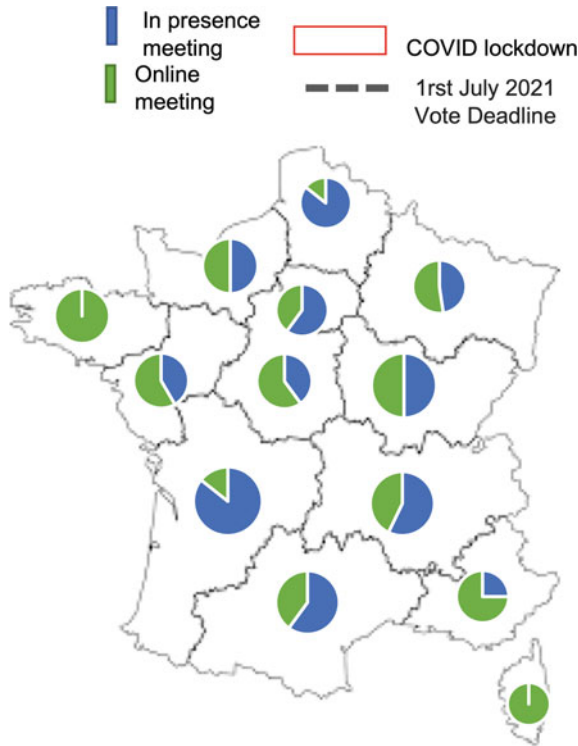 In presence
meeting
Online
meeting
COVID lockdown
1rst July 2021
Vote Deadline